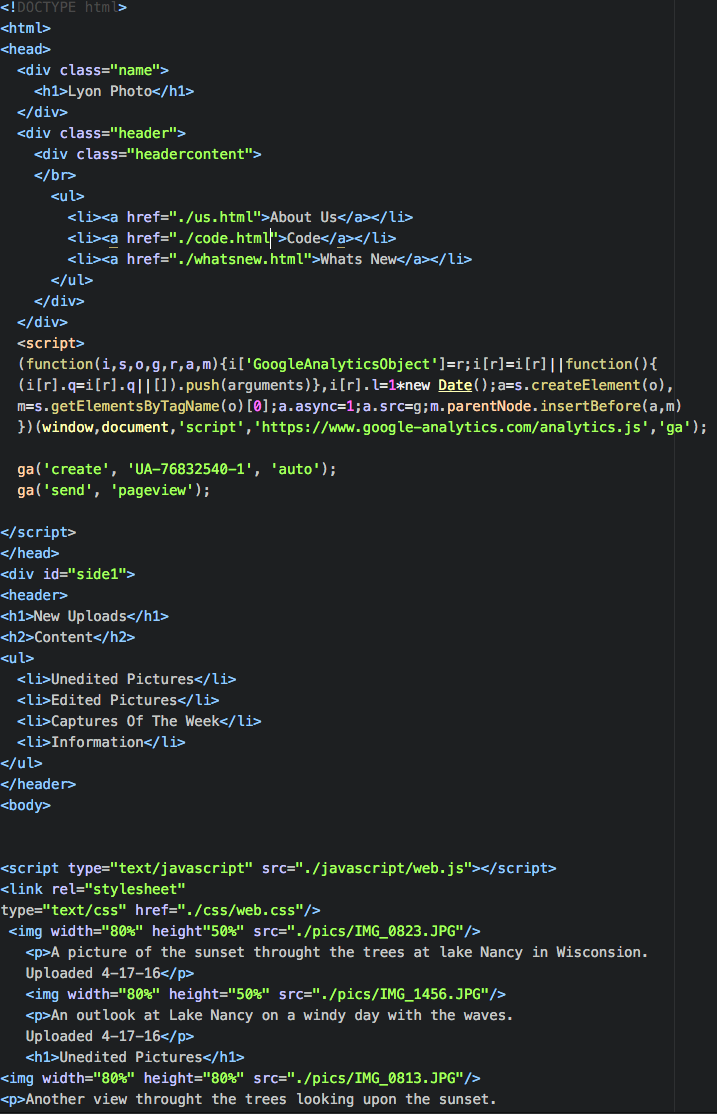 <!DOCTYPE html>
<html>
<head>
  <div class="name">
    <h1>Lyon Photo</h1>
  </div>
  <div class="header">
    <div class="headercontent">
    </br>
      <ul>
        <li><a href="./us.html">About Us</a></li>
        <li><a href="./code.html">Code</a></li>
        <li><a href="./whatsnew.html">Whats New</a></li>
      </ul>
    </div>
  </div>
  <script>
  (function(i,s,o,g,r,a,m){i['GoogleAnalyticsObject']=r;i[r]=i[r]||function(){
  (i[r].q=i[r].q||[]).push(arguments)},i[r].l=1*new Date();a=s.createElement(o),
  m=s.getElementsByTagName(o)[0];a.async=1;a.src=g;m.parentNode.insertBefore(a,m)
  })(window,document,'script','https://www.google-analytics.com/analytics.js','ga');

  ga('create', 'UA-76832540-1', 'auto');
  ga('send', 'pageview');

</script>
</head>
<div id="side1">
<header>
<h1>New Uploads</h1>
<h2>Content</h2>
<ul>
  <li>Unedited Pictures</li>
  <li>Edited Pictures</li>
  <li>Captures Of The Week</li>
  <li>Information</li>
</ul>
</header>
<body>


<script type="text/javascript" src="./javascript/web.js"></script>
<link rel="stylesheet"
type="text/css" href="./css/web.css"/>
 <img width="80%" height"50%" src="./pics/IMG_0823.JPG"/>
   <p>A picture of the sunset throught the trees at lake Nancy in Wisconsion.
   Uploaded 4-17-16</p>
   <img width="80%" height="50%" src="./pics/IMG_1456.JPG"/>
   <p>An outlook at Lake Nancy on a windy day with the waves.
   Uploaded 4-17-16</p>
   <h1>Unedited Pictures</h1>
<img width="80%" height="80%" src="./pics/IMG_0813.JPG"/>
<p>Another view throught the trees looking upon the sunset.